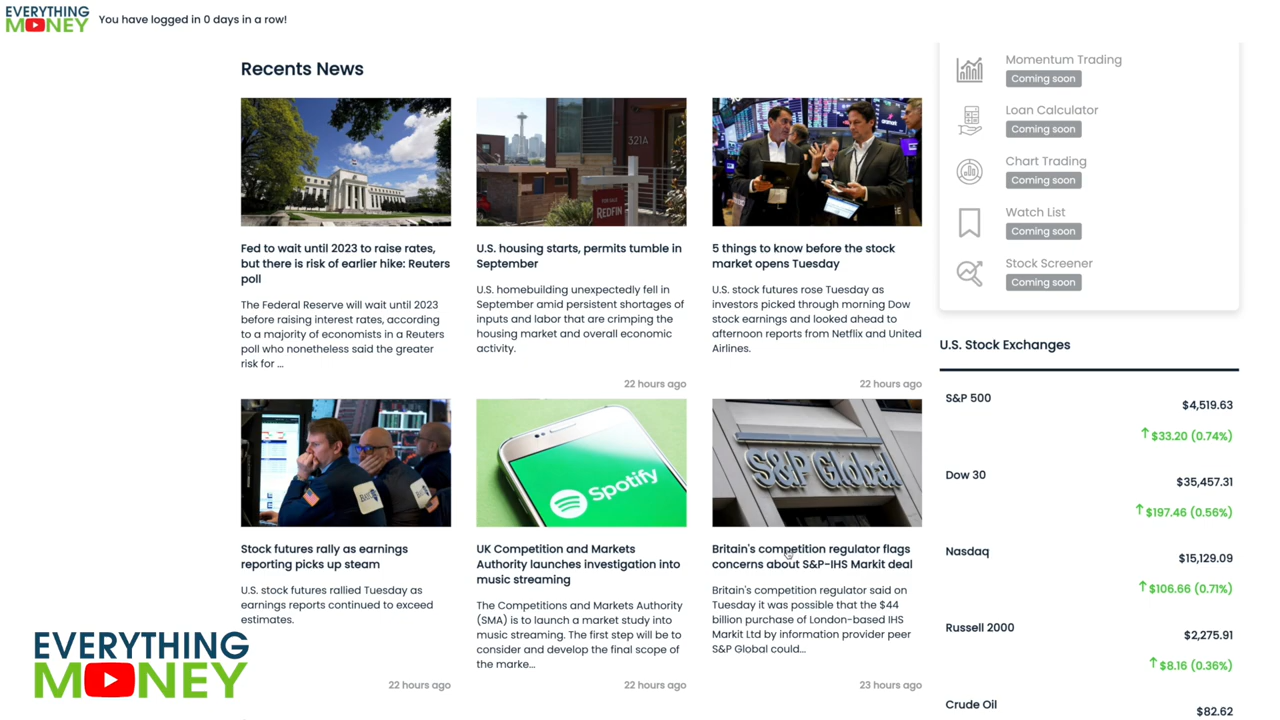 EVERYTHING
MONEY
You have logged in 0 days in a row!
Recents News
321A
FOR SALE
REDFIN
Fed to wait until 2023 to raise rates,
but there is risk of earlier hike: Reuters
poll
The Federal Reserve will wait until 2023
before raising interest rates, according
to a majority of economists in a Reuters
poll who nonetheless said the greater
risk for ...
U.S. housing starts, permits tumble in
September
U.S. homebuilding unexpectedly fell in
September amid persistent shortages of
inputs and labor that are crimping the
housing market and overall economic
activity.
22 hours ago
5 things to know before the stock
market opens Tuesday
U.S. stock futures rose Tuesday as
investors picked through morning Dow
stock earnings and looked ahead to
afternoon reports from Netflix and United
Airlines.
22 hours ago
Spotify
S&P Global
Stock futures rally as earnings
reporting picks up steam
U.S. stock futures rallied Tuesday as
earnings reports continued to exceed
estimates.
22 hours ago
UK Competition and Markets
Authority launches investigation into
music streaming
The Competitions and Markets Authority
(SMA) is to launch a market study into
music streaming. The first step will be to
consider and develop the final scope of
the marke...
22 hours ago
Britain's competition regulator flags
concerns about S&P-IHS Markit deal
Britain's competition regulator said on
Tuesday it was possible that the $44
billion purchase of London-based IHS
Markit Ltd by information provider peer
S&P Global could...
23 hours ago
Momentum Trading
Coming soon
Loan Calculator
Coming soon
Chart Trading
Coming soon
Watch List
Coming soon
Stock Screener
Coming soon
U.S. Stock Exchanges
S&P 500
$4,519.63
$33.20 (0.74%)
Dow 30
$35,457.31
$197.46 (0.56%)
Nasdaq
$15,129.09
$106.66 (0.71%)
Russell 2000
$2,275.91
$8.16 (0.36%)
Crude Oil
$82.62
EVERYTHING
MONEY